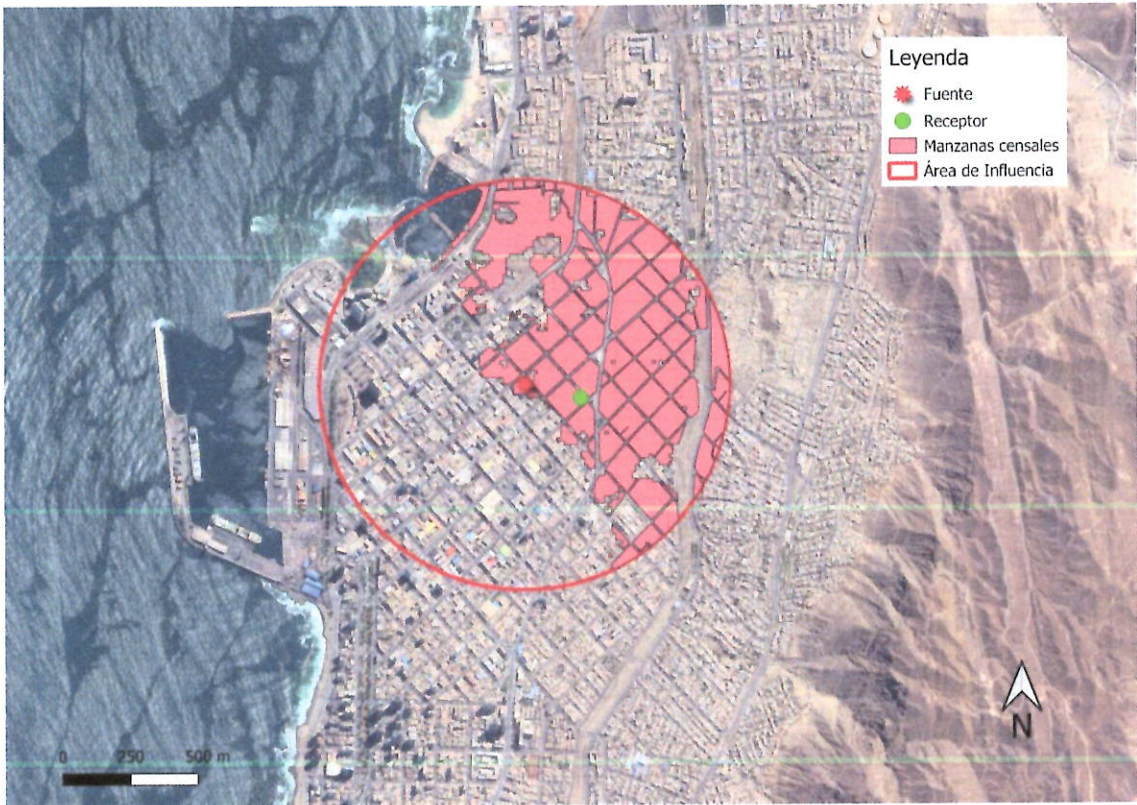 Leyenda
Fuente
Receptor
Manzanas censales
Área de Influencia
N
0 250 500 m